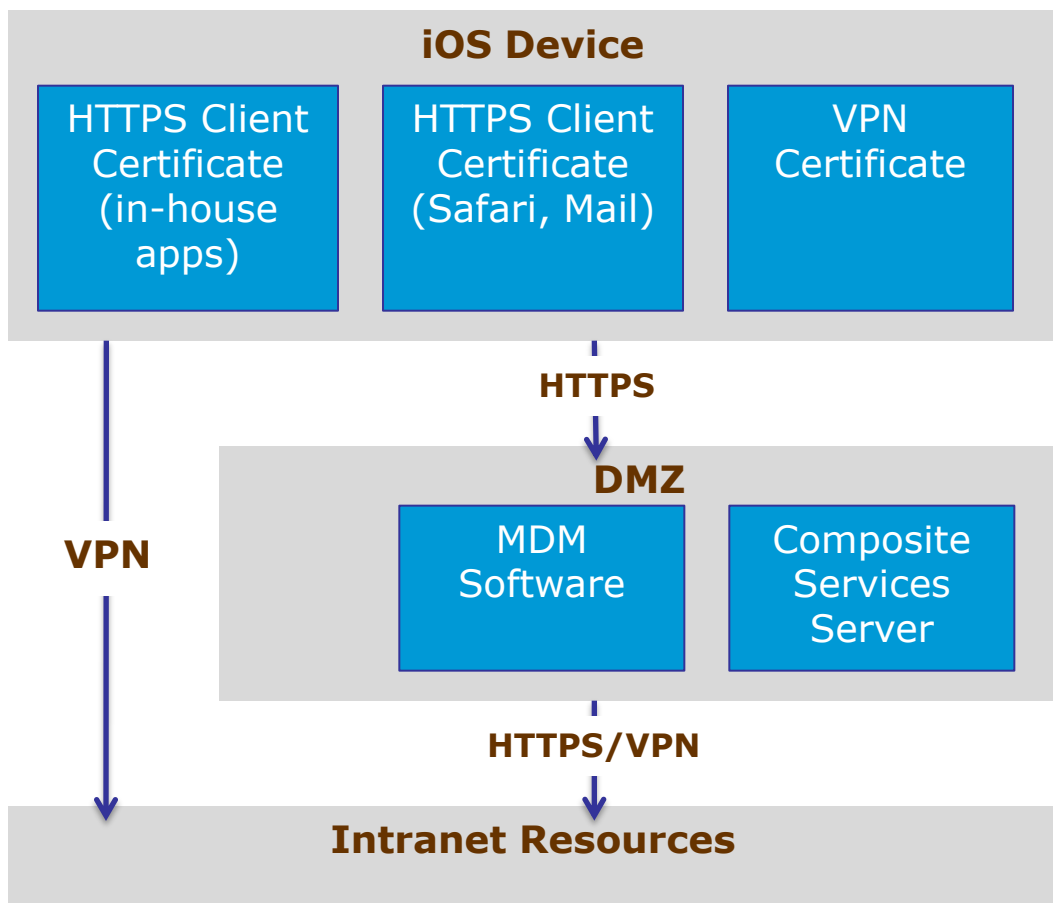 iOS Device
HTTPS Client
Certificate
(in-house
apps)
HTTPS Client
Certificate
(Safari, Mail)
VPN
Certificate
HTTPS
DMZ
MDM
Software
Composite
Services
Server
VPN
HTTPS/VPN
Intranet Resources